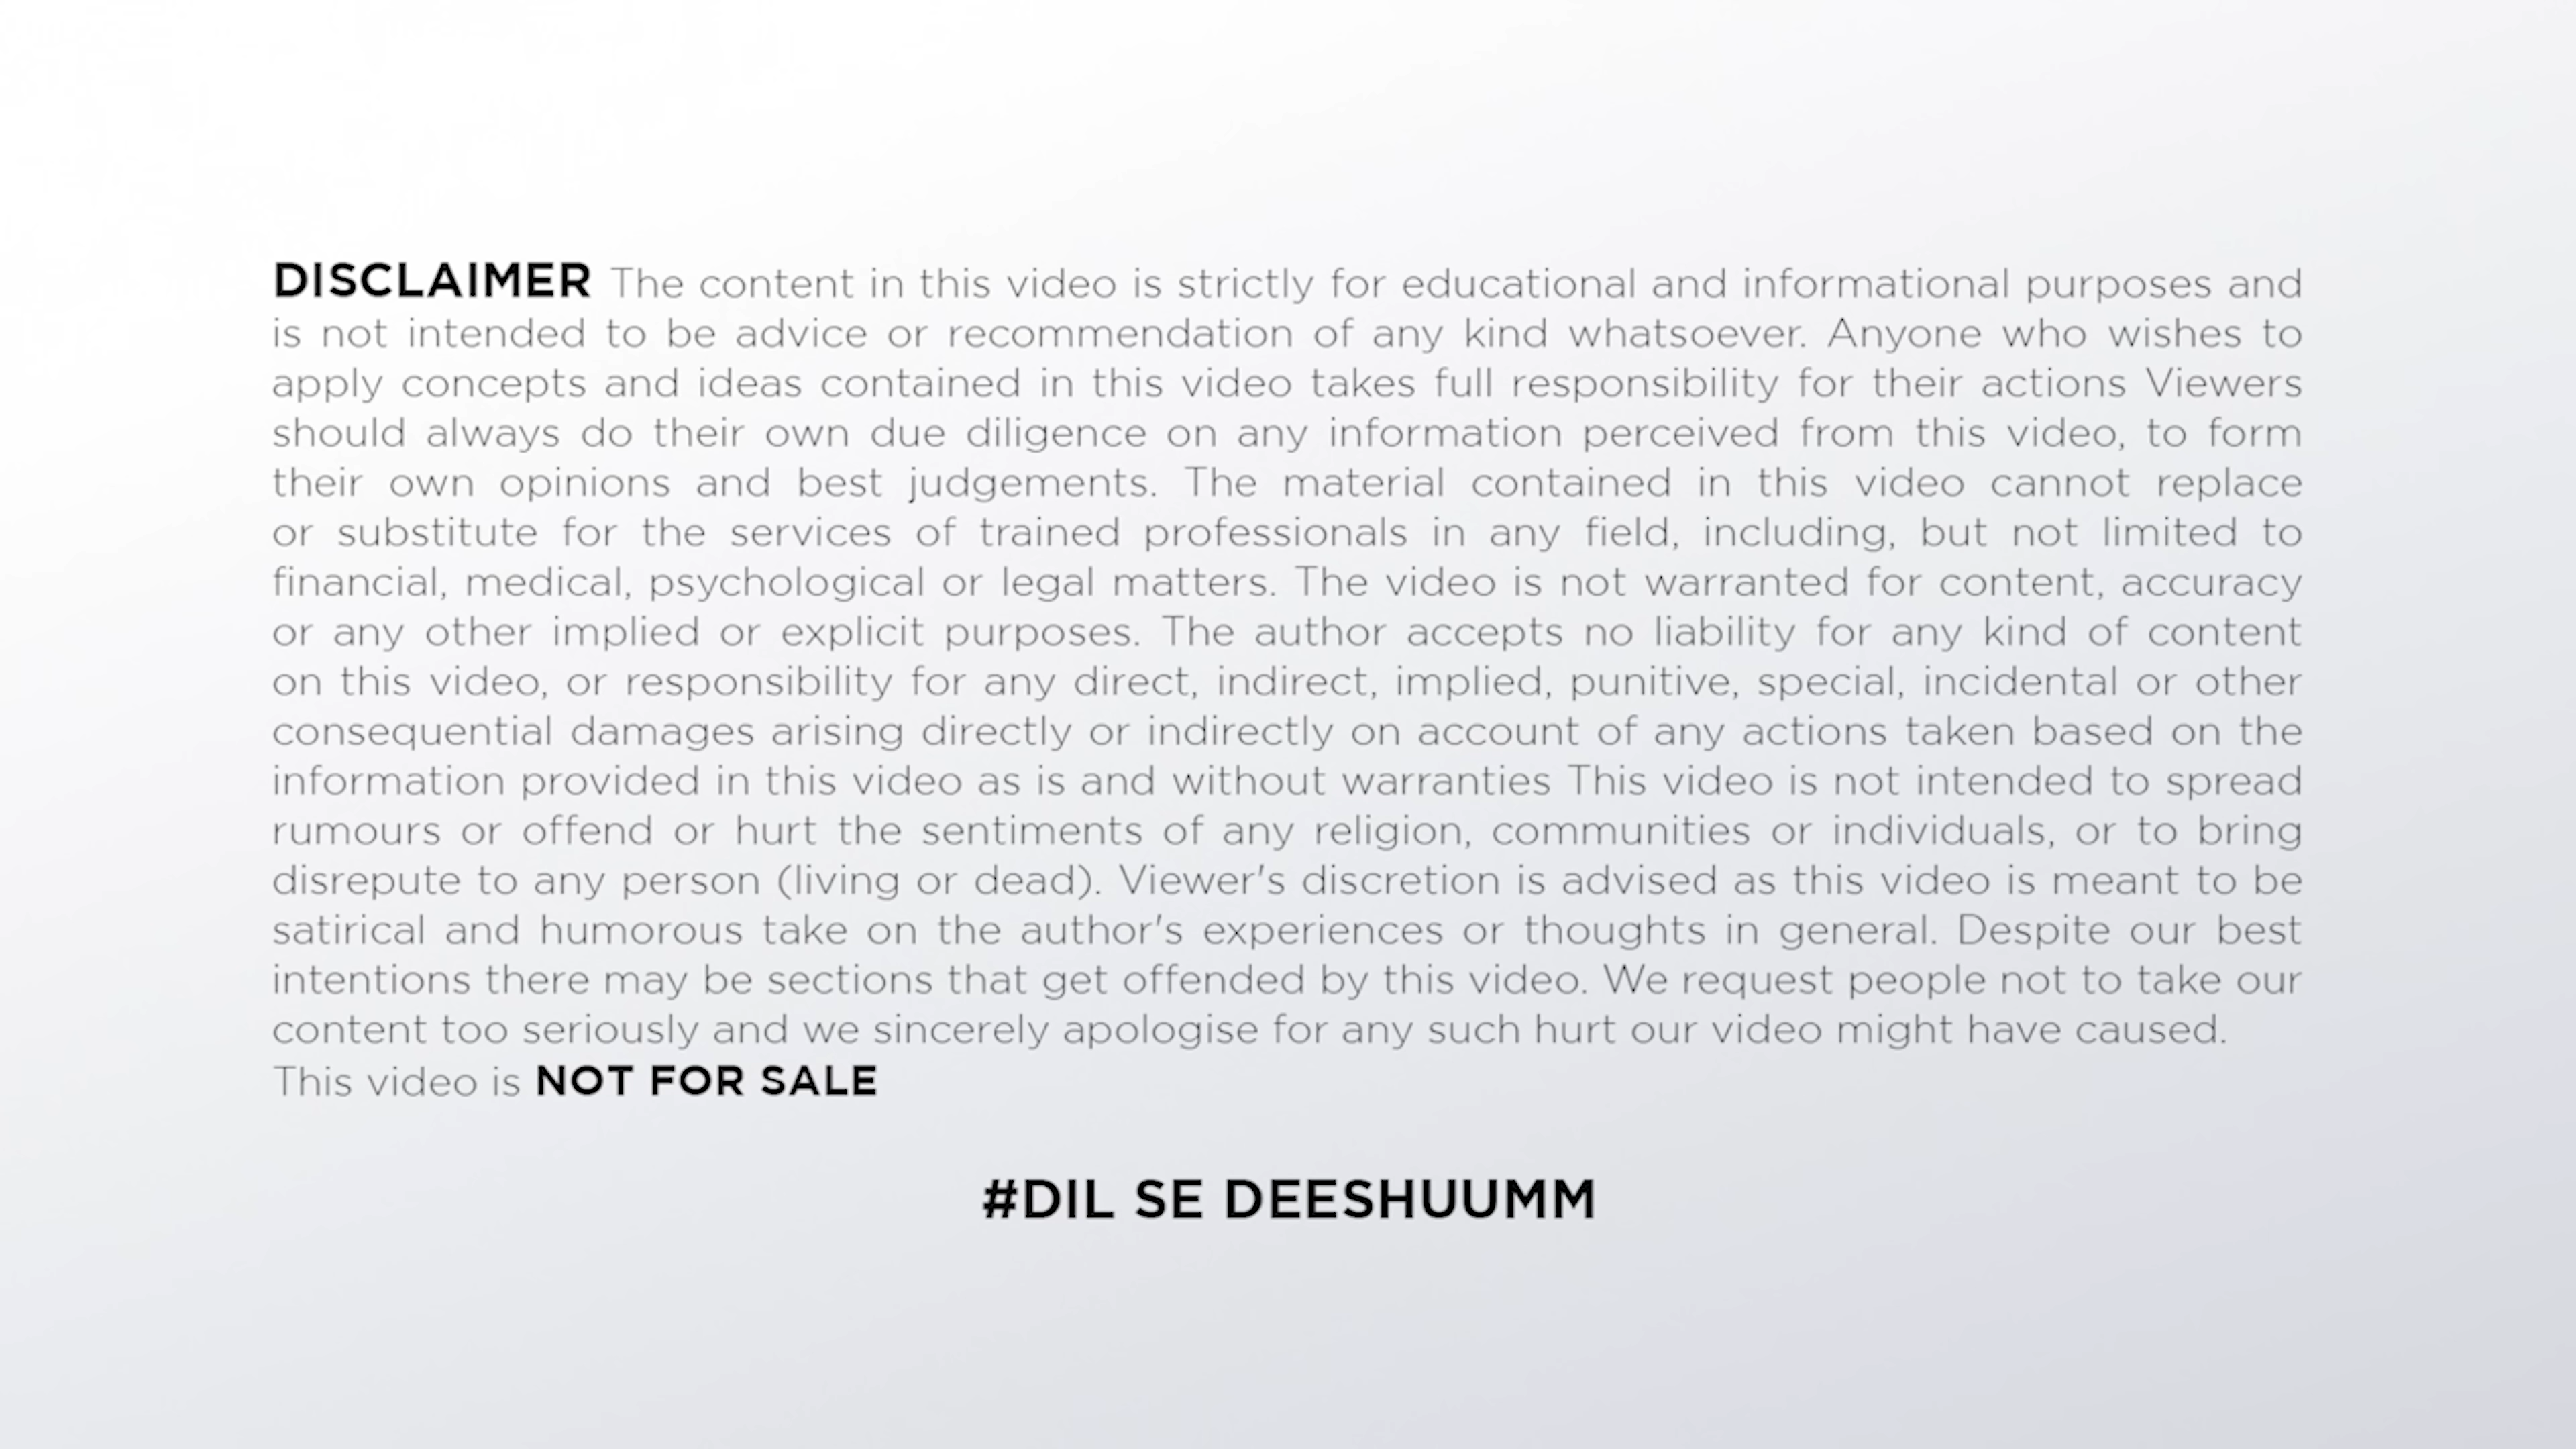 DISCLAIMER The content in this video is strictly for educational and informational purposes and
is not intended to be advice or recommendation of any kind whatsoever. Anyone who wishes to
apply concepts and ideas contained in this video takes full responsibility for their actions Viewers
should always do their own due diligence on any information perceived from this video, to form
their own opinions and best judgements. The material contained in this video cannot replace
or substitute for the services of trained professionals in any field, including, but not limited to
financial, medical, psychological or legal matters. The video is not warranted for content, accuracy
or any other implied or explicit purposes. The author accepts no liability for any kind of content
on this video, or responsibility for any direct, indirect, implied, punitive, special, incidental or other
consequential damages arising directly or indirectly on account of any actions taken based on the
information provided in this video as is and without warranties This video is not intended to spread
rumours or offend or hurt the sentiments of any religion, communities or individuals, or to bring
disrepute to any person (living or dead). Viewer's discretion is advised as this video is meant to be
satirical and humorous take on the author's experiences or thoughts in general. Despite our best
intentions there may be sections that get offended by this video. We request people not to take our
content too seriously and we sincerely apologise for any such hurt our video might have caused.
This video is NOT FOR SALE
#DIL SE DEESHUUMM